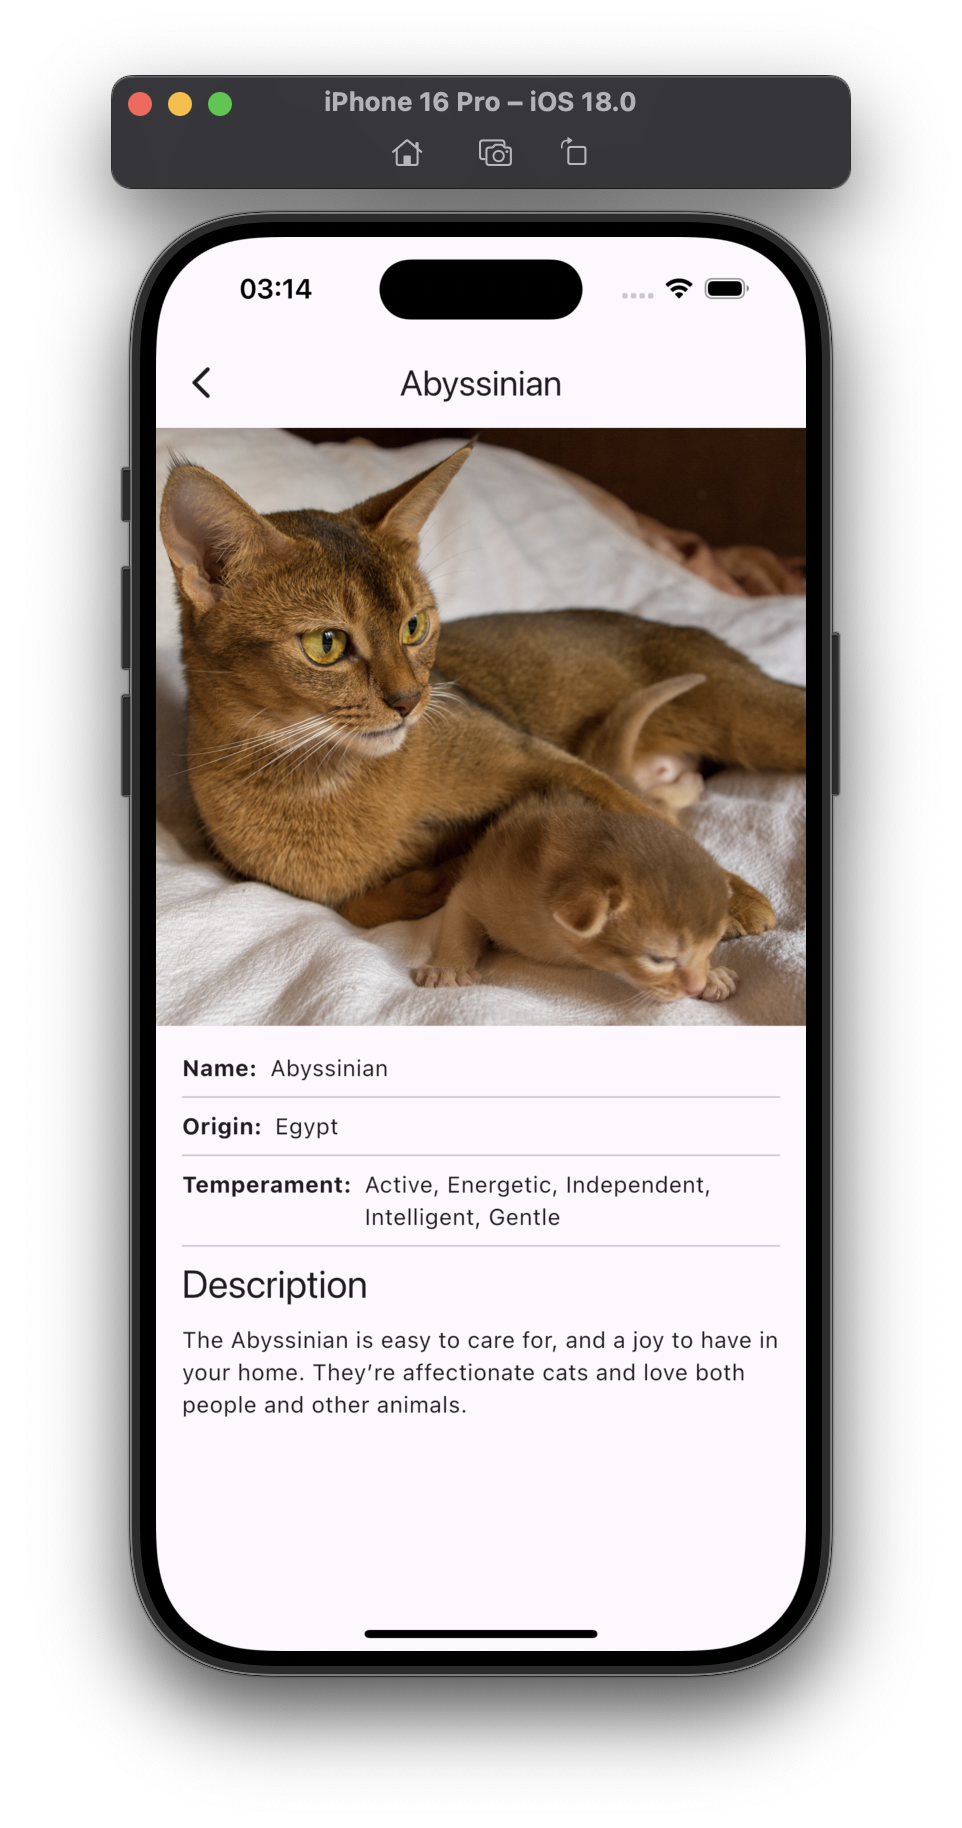 iPhone 16 Pro – iOS 18.0
03:14
Abyssinian
Name: Abyssinian
Origin: Egypt
Temperament: Active, Energetic, Independent,
Intelligent, Gentle
Description
The Abyssinian is easy to care for, and a joy to have in
your home. They’re affectionate cats and love both
people and other animals.